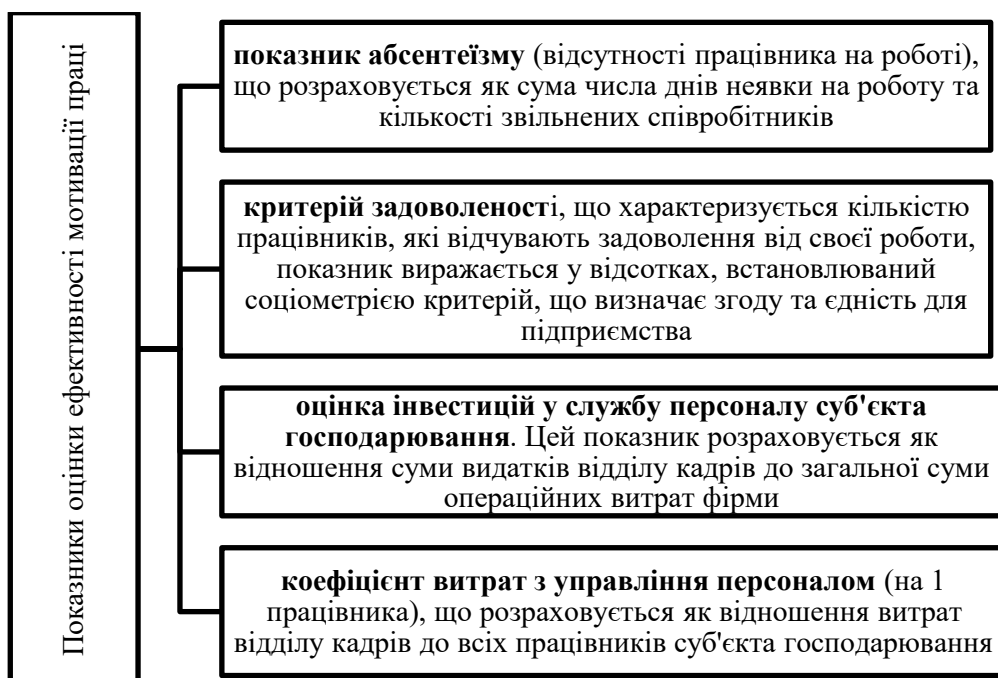 Показники оцінки ефективності мотивації праці
показник абсентеїзму (відсутності працівника на роботі),
що розраховується як сума числа днів неявки на роботу та
кількості звільнених співробітників
критерій задоволеності, що характеризується кількістю
працівників, які відчувають задоволення від своєї роботи,
показник виражається у відсотках, встановлюваний
соціометрією критерій, що визначає згоду та єдність для
підприємства
оцінка інвестицій у службу персоналу суб'єкта
господарювання. Цей показник розраховується як
відношення суми видатків відділу кадрів до загальної суми
операційних витрат фірми
коефіцієнт витрат з управління персоналом (на 1
працівника), що розраховується як відношення витрат
відділу кадрів до всіх працівників суб'єкта господарювання